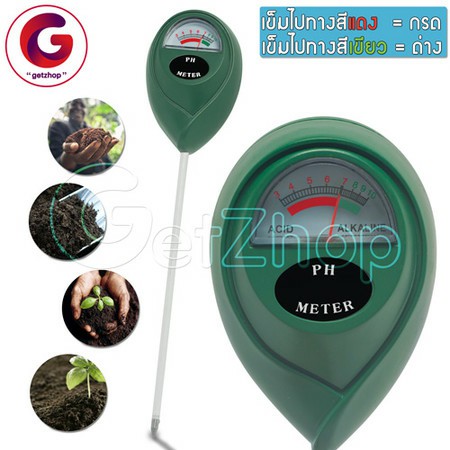 G
“ getzhop ”
เข็มไปทางสีแดง = กรด
เข็มไปทางสีเขียว = ด่าง
PH
METER
3 4 5 6 7 8 9 10
ACID ALKALINE
PH
METER
GetZhop